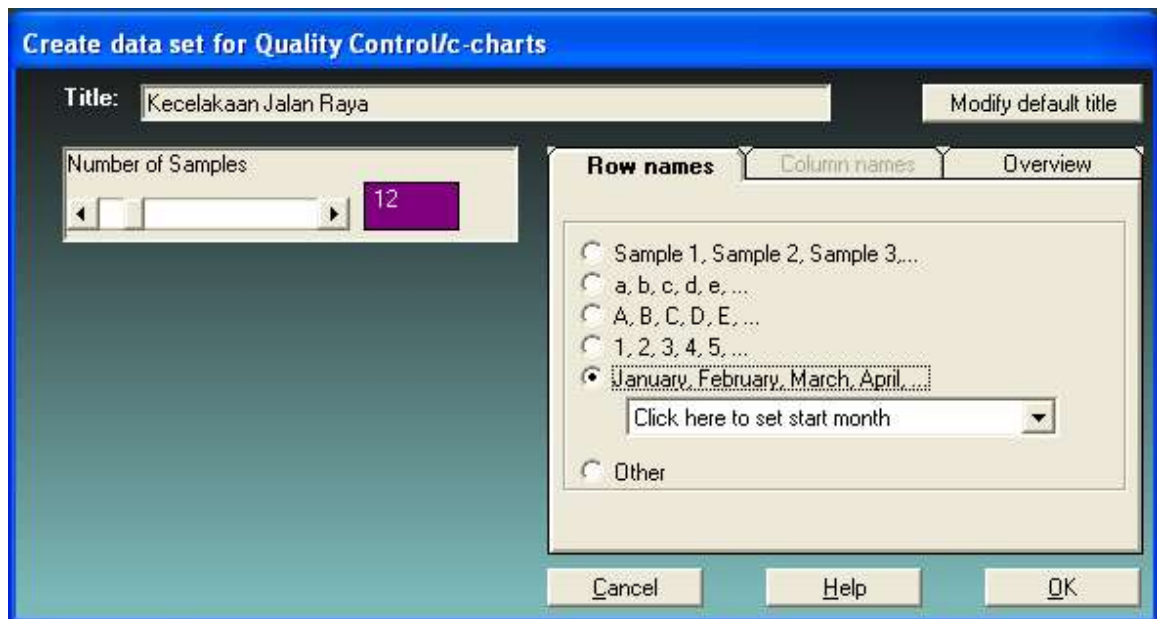 Create data set for Quality Control/c-charts
Title:
Kecelakaan Jalan Raya
Modify default title
Number of Samples
12
Row names
Column names
Overview
Sample 1, Sample 2, Sample 3,...
a, b, c, d, e, ...
A, B, C, D, E, ...
1, 2, 3, 4, 5, ...
January, February, March, April, ...
Click here to set start month
Other
Cancel
Help
OK